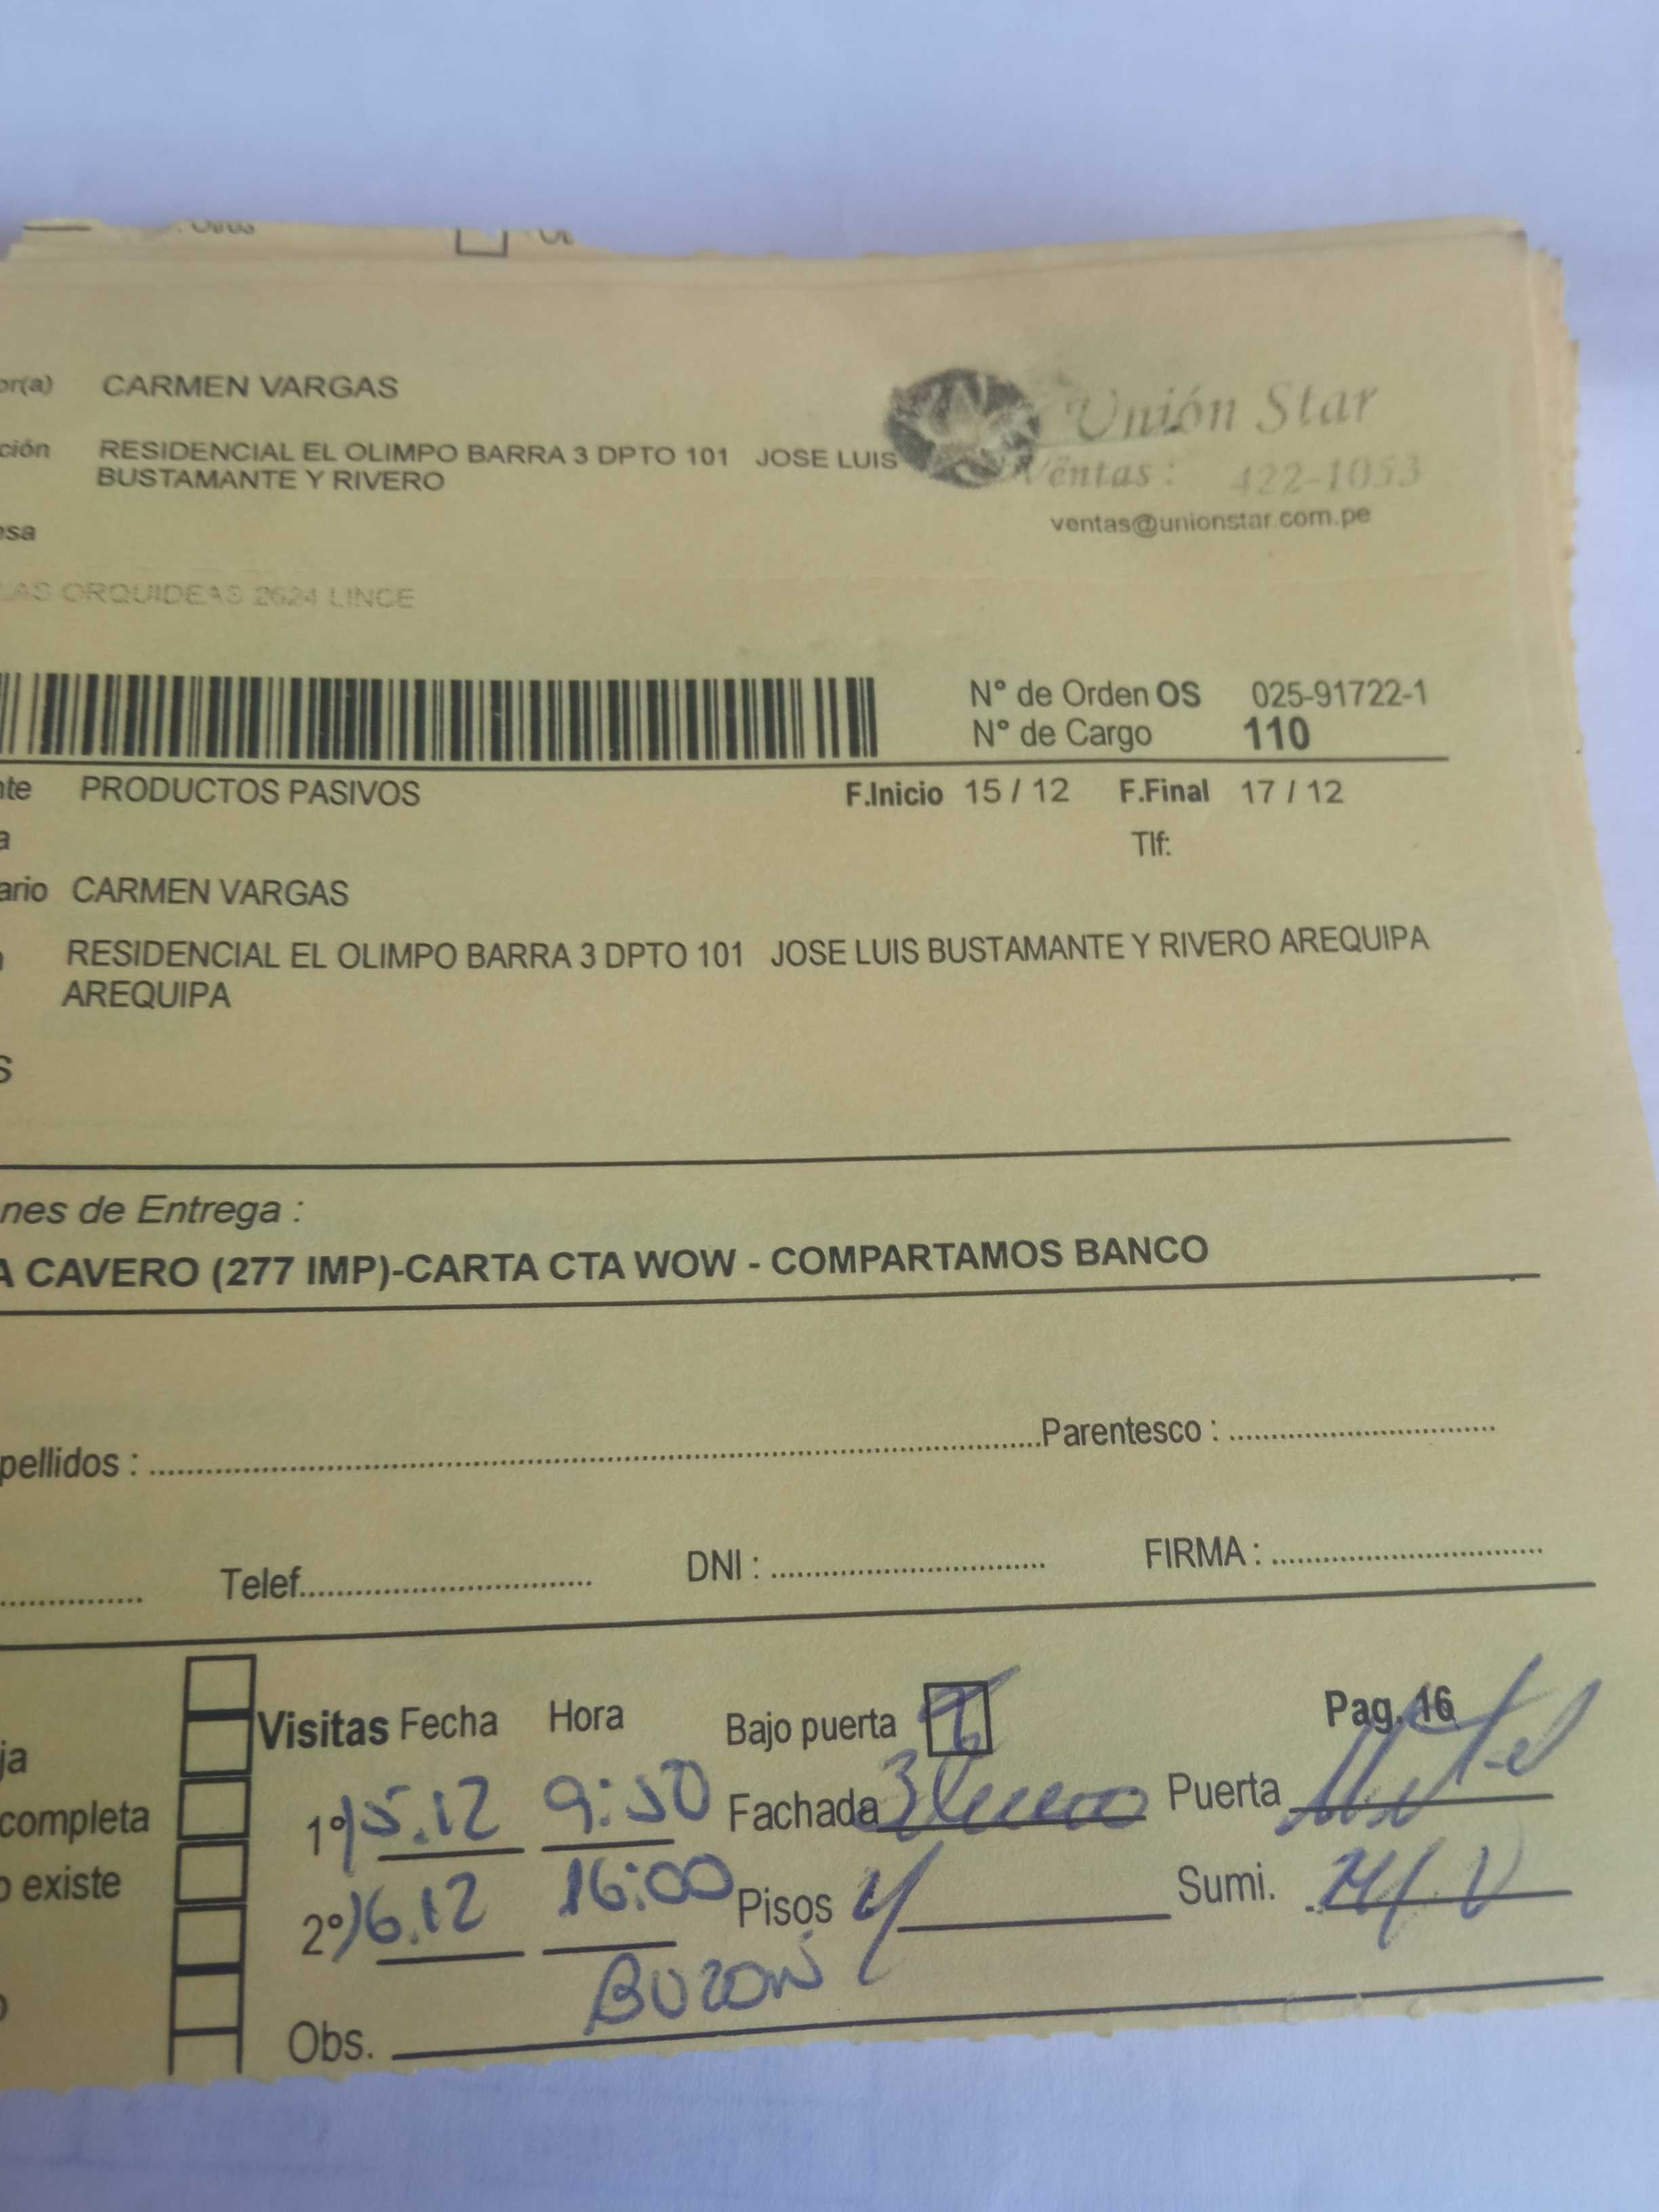 or(a) CARMEN VARGAS
ción RESIDENCIAL EL OLIMPO BARRA 3 DPTO 101 JOSE LUIS
BUSTAMANTE Y RIVERO
esa
Unión Star
Ventas : 422-1053
ventas@unionstar.com.pe
LAS ORQUIDEAS 2624 LINCE
N° de Orden OS 025-91722-1
N° de Cargo 110
nte PRODUCTOS PASIVOS F.Inicio 15 / 12 F.Final 17 / 12
a Tlf:
ario CARMEN VARGAS
RESIDENCIAL EL OLIMPO BARRA 3 DPTO 101 JOSE LUIS BUSTAMANTE Y RIVERO AREQUIPA
AREQUIPA
S
nes de Entrega :
A CAVERO (277 IMP)-CARTA CTA WOW - COMPARTAMOS BANCO
pellidos : Parentesco :
Telef. DNI : FIRMA :
Visitas Fecha Hora Bajo puerta Pag. 16
ja
1° 15.12 9:50 Fachada Puerta
completa
2° 16.12 16:00 Pisos 4 Sumi.
o existe
Obs. BUZON